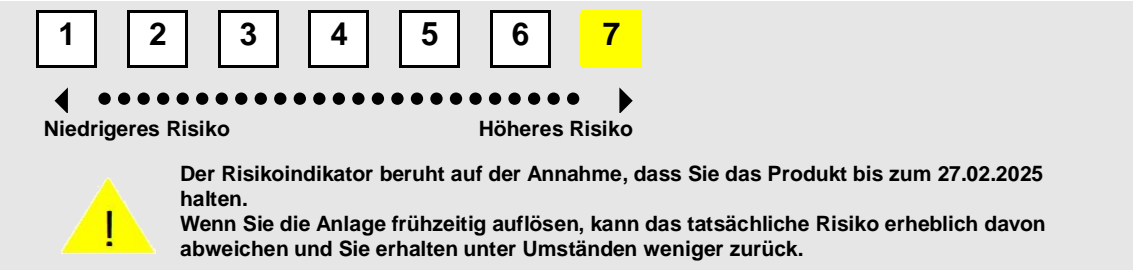 1 2 3 4 5 6 7
Niedrigeres Risiko Höheres Risiko
Der Risikoindikator beruht auf der Annahme, dass Sie das Produkt bis zum 27.02.2025
halten.
Wenn Sie die Anlage frühzeitig auflösen, kann das tatsächliche Risiko erheblich davon
abweichen und Sie erhalten unter Umständen weniger zurück.
!